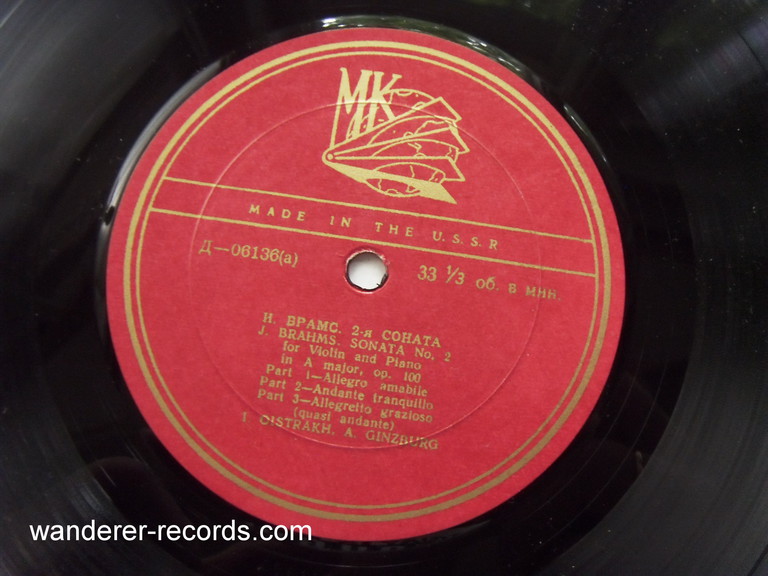 МК
MADE IN THE U.S.S.R
Д—06136(a)
33 ⅓ об. в мин.
И. БРАМС. 2-я СОНАТА
J. BRAHMS. SONATA No. 2
for Violin and Piano
in A major, op. 100
Part 1—Allegro amabile
Part 2—Andante tranquillo
Part 3—Allegretto grazioso
(quasi andante)
I OISTRAKH, A. GINZBURG
wanderer-records.com